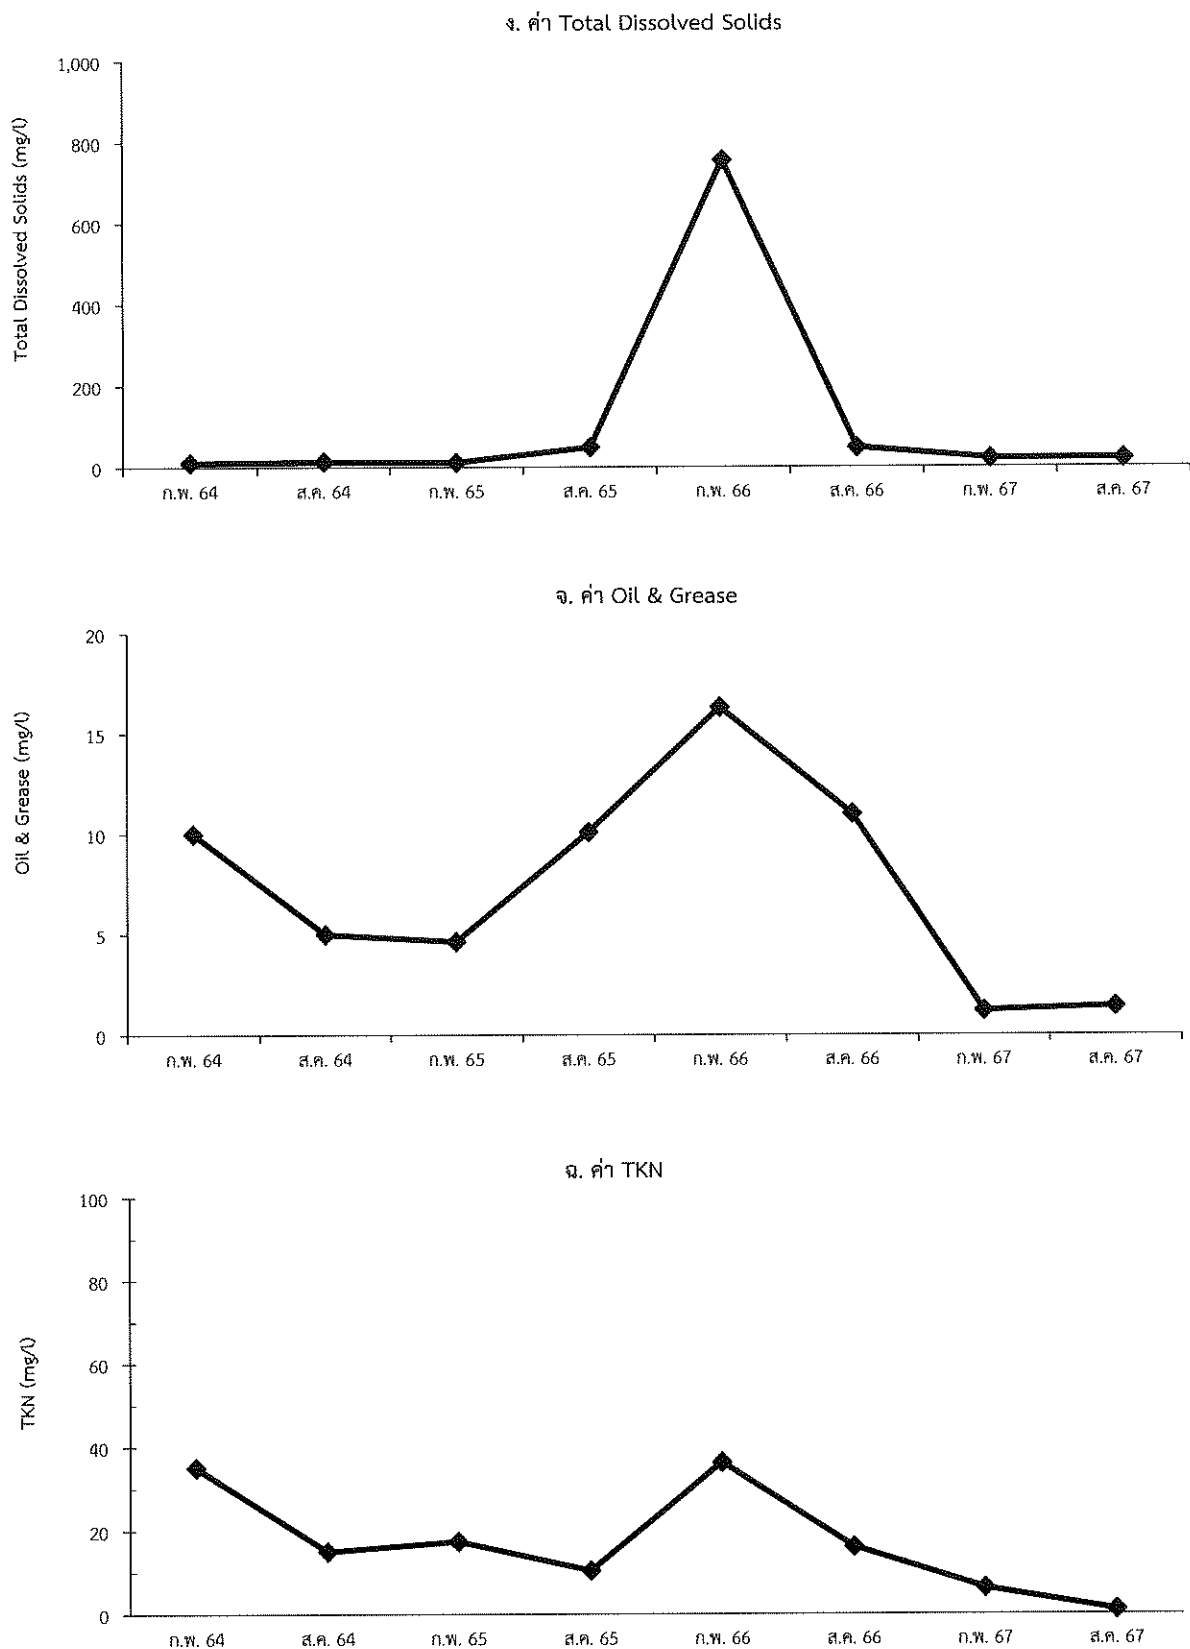 ง. ค่า Total Dissolved Solids
Total Dissolved Solids (mg/l)
1,000
800
600
400
200
0
ก.พ. 64 ส.ค. 64 ก.พ. 65 ส.ค. 65 ก.พ. 66 ส.ค. 66 ก.พ. 67 ส.ค. 67
จ. ค่า Oil & Grease
Oil & Grease (mg/l)
20
15
10
5
0
ก.พ. 64 ส.ค. 64 ก.พ. 65 ส.ค. 65 ก.พ. 66 ส.ค. 66 ก.พ. 67 ส.ค. 67
ฉ. ค่า TKN
TKN (mg/l)
100
80
60
40
20
0
ก.พ. 64 ส.ค. 64 ก.พ. 65 ส.ค. 65 ก.พ. 66 ส.ค. 66 ก.พ. 67 ส.ค. 67